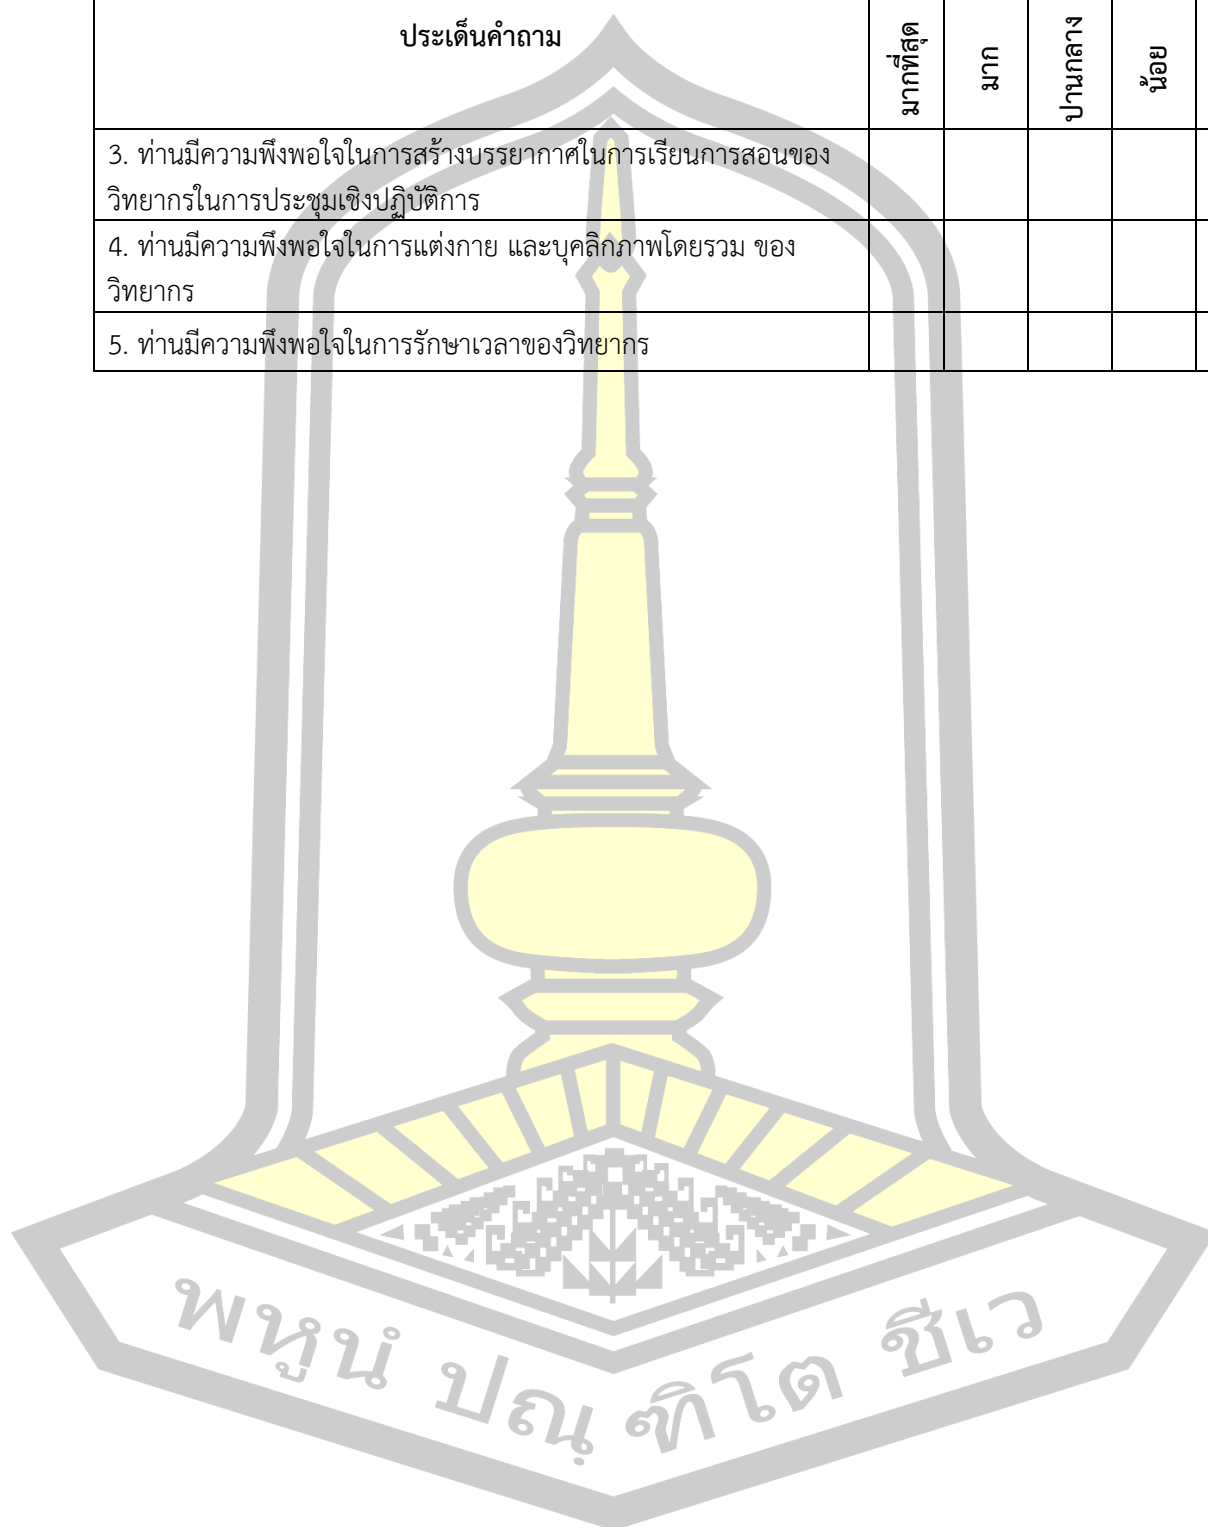 ประเด็นคำถาม
มากที่สุด
มาก
ปานกลาง
น้อย
3. ท่านมีความพึงพอใจในการสร้างบรรยากาศในการเรียนการสอนของ
วิทยากรในการประชุมเชิงปฏิบัติการ
4. ท่านมีความพึงพอใจในการแต่งกาย และบุคลิกภาพโดยรวม ของ
วิทยากร
5. ท่านมีความพึงพอใจในการรักษาเวลาของวิทยากร
พหูนํ ปณฺฑิโต ชีเว